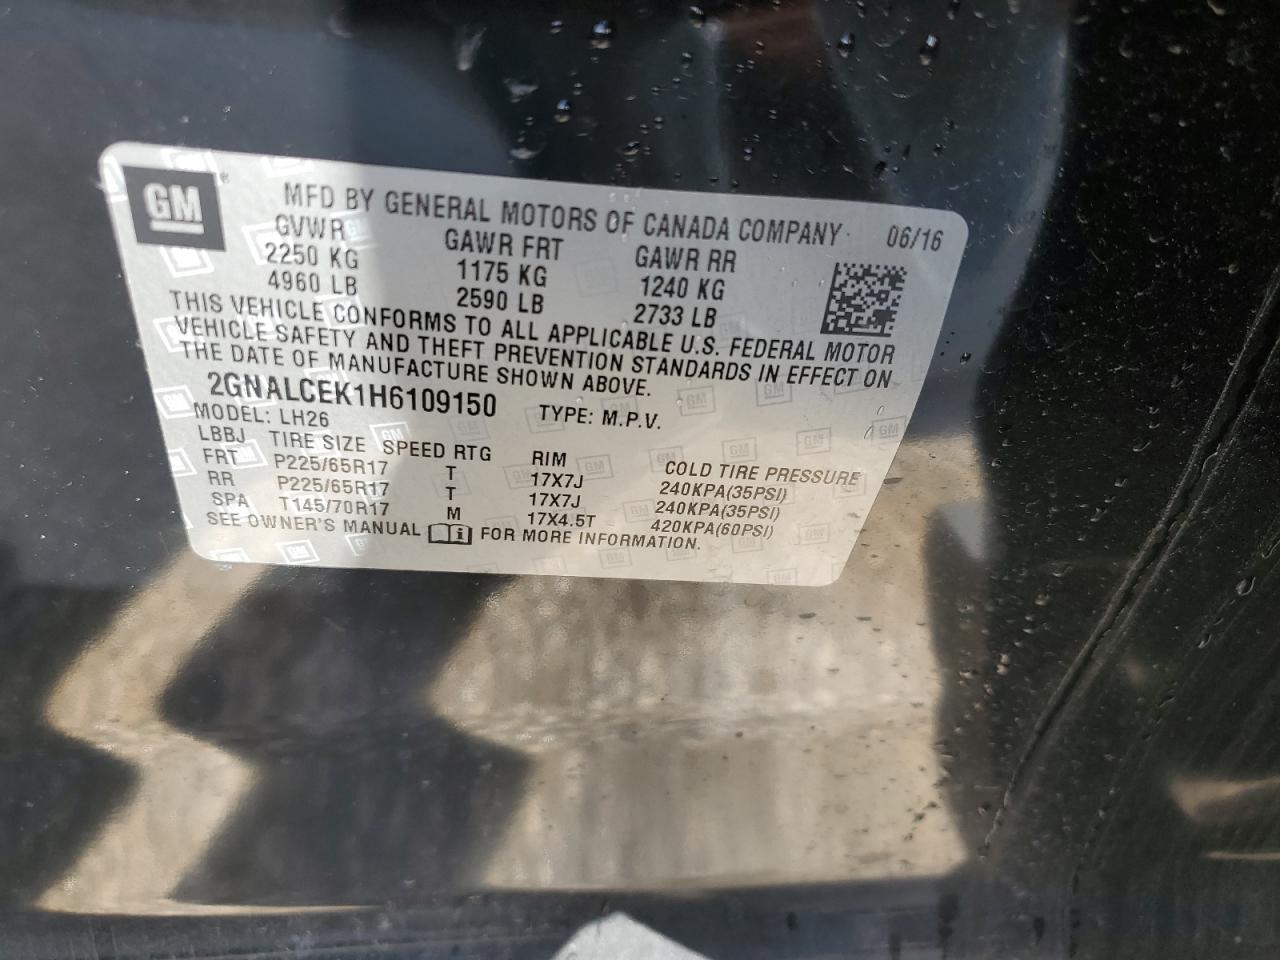 GM ® MFD BY GENERAL MOTORS OF CANADA COMPANY 06/16
GVWR GAWR FRT GAWR RR
2250 KG 1175 KG 1240 KG
4960 LB 2590 LB 2733 LB
THIS VEHICLE CONFORMS TO ALL APPLICABLE U.S. FEDERAL MOTOR
VEHICLE SAFETY AND THEFT PREVENTION STANDARDS IN EFFECT ON
THE DATE OF MANUFACTURE SHOWN ABOVE.
2GNALCEK1H6109150 TYPE: M.P.V.
MODEL: LH26
LBBJ TIRE SIZE SPEED RTG RIM COLD TIRE PRESSURE
FRT P225/65R17 T 17X7J 240KPA(35PSI)
RR P225/65R17 T 17X7J 240KPA(35PSI)
SPA T145/70R17 M 17X4.5T 420KPA(60PSI)
SEE OWNER'S MANUAL FOR MORE INFORMATION.